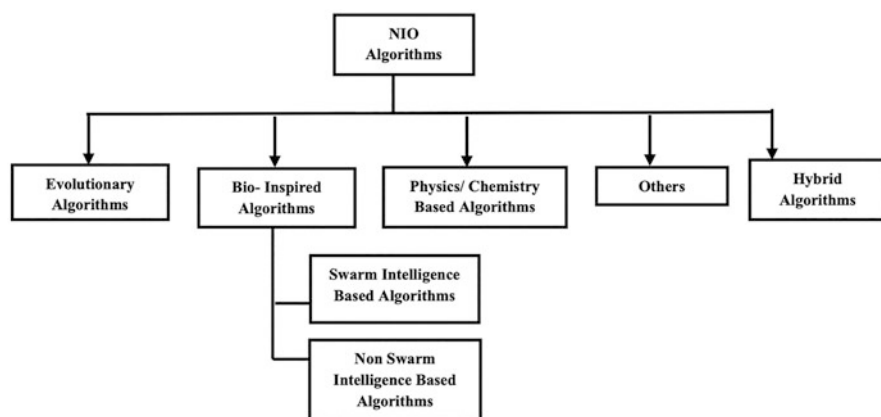 NIO
Algorithms
Evolutionary
Algorithms
Bio- Inspired
Algorithms
Physics/ Chemistry
Based Algorithms
Others
Hybrid
Algorithms
Swarm Intelligence
Based Algorithms
Non Swarm
Intelligence Based
Algorithms